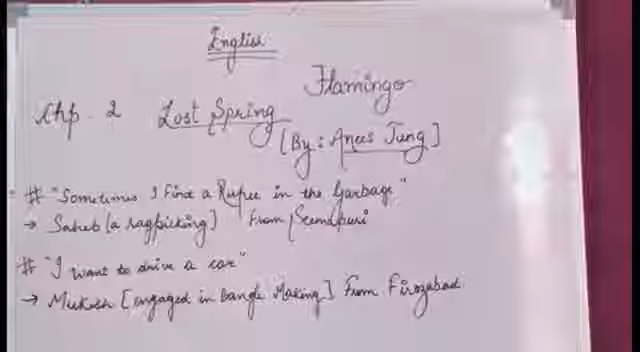 English
Flamingo
Chp. 2 Lost Spring
[By: Anees Jung]
# "Sometimes I find a Rupee in the Garbage"
→ Saheb [a ragpicking] From Seemapuri
# "I want to drive a car"
→ Mukesh [engaged in Bangle Making] From Firozabad